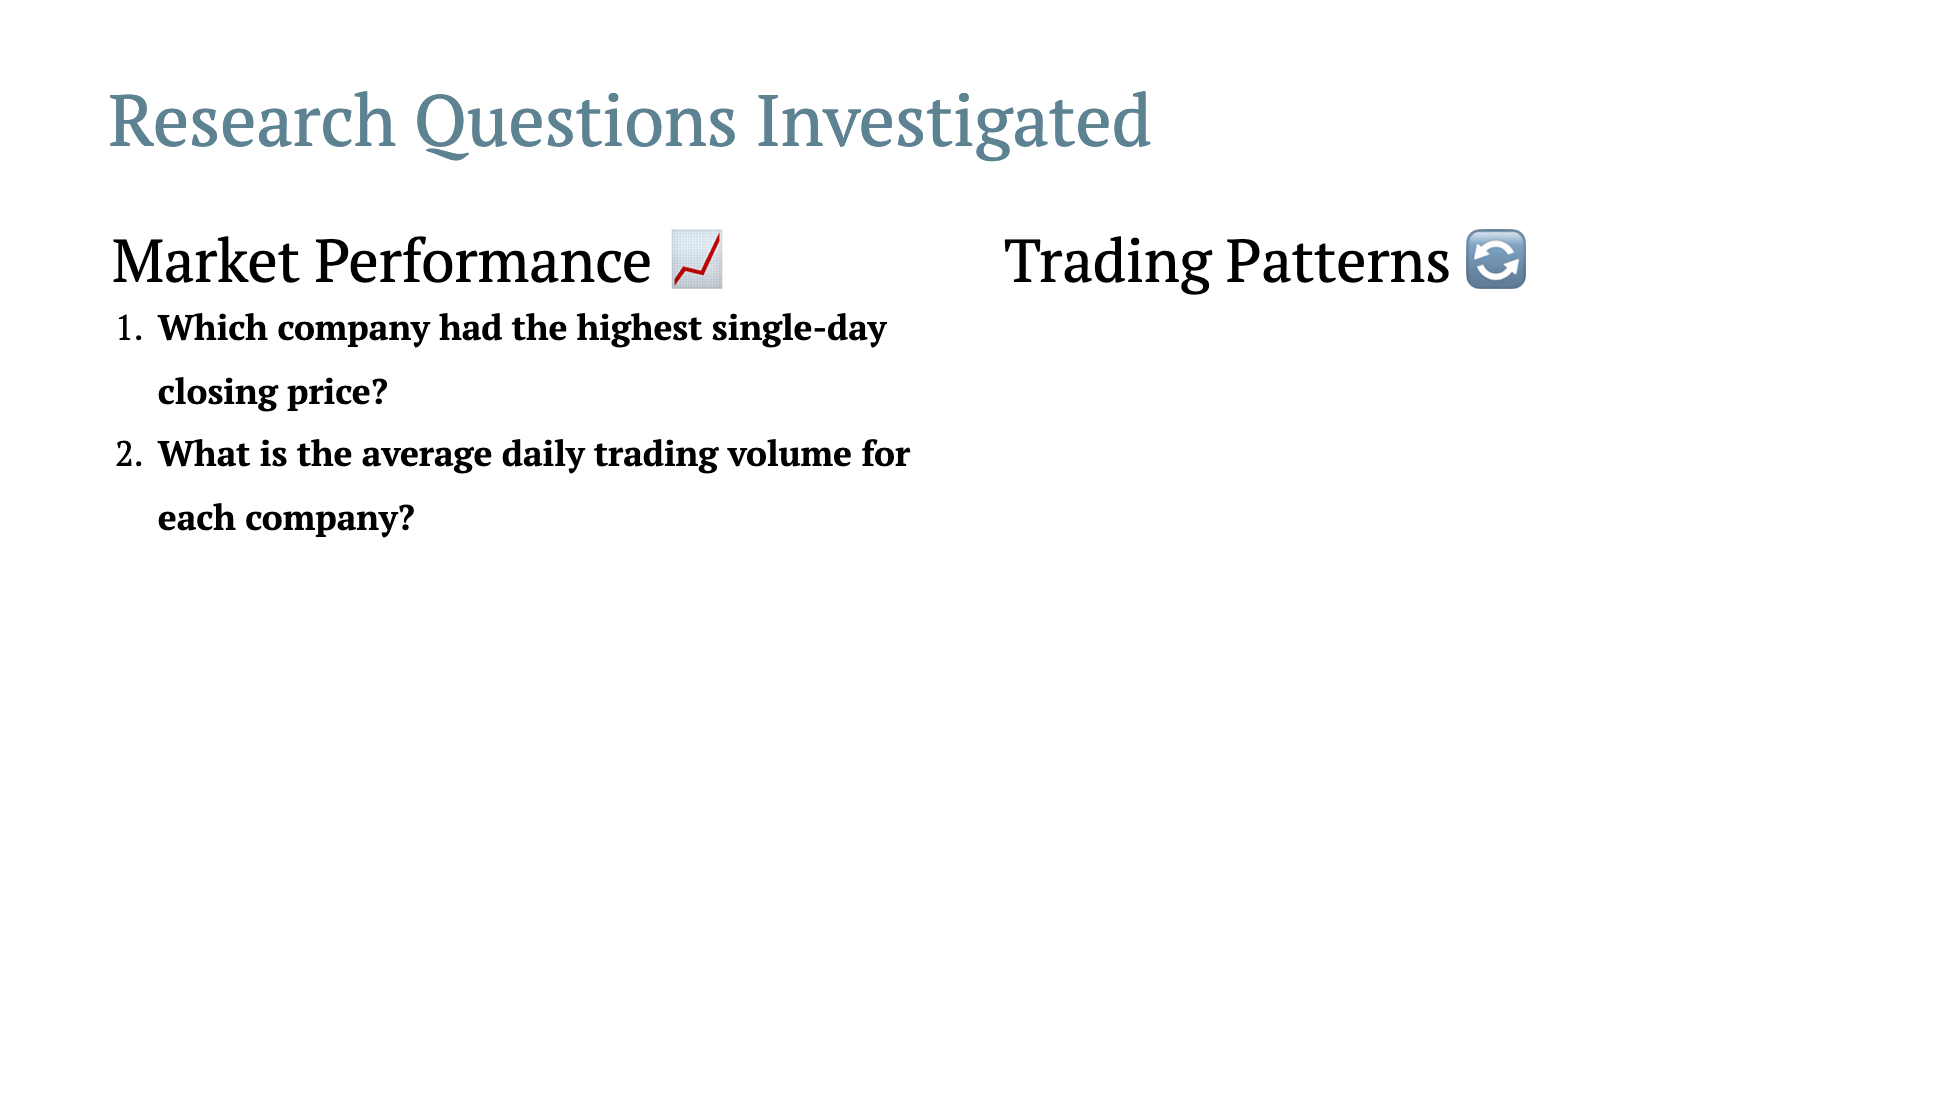 Research Questions Investigated
Market Performance 📈
1. Which company had the highest single-day
closing price?
2. What is the average daily trading volume for
each company?
Trading Patterns 🔄